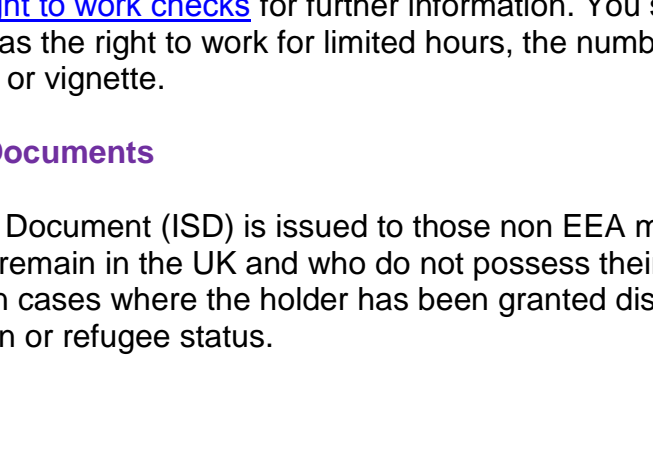 ht to work checks for further information. You s
as the right to work for limited hours, the numb
or vignette.
Documents
Document (ISD) is issued to those non EEA m
remain in the UK and who do not possess thei
n cases where the holder has been granted dis
n or refugee status.